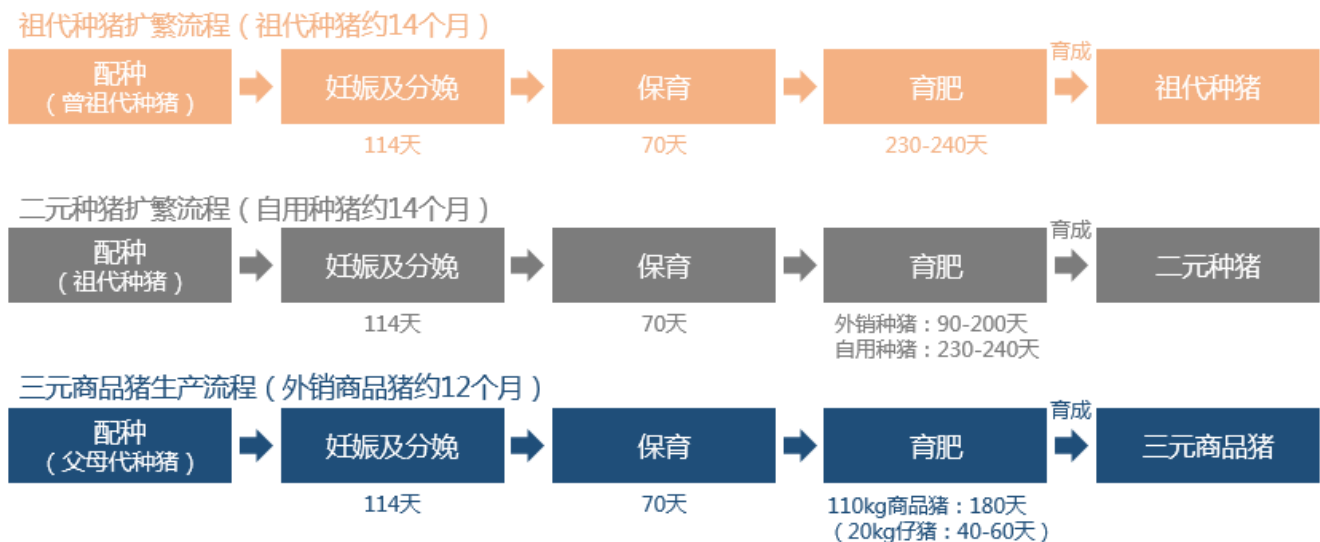 祖代种猪扩繁流程（祖代种猪约14个月）
配种
（曾祖代种猪）
妊娠及分娩
保育
育肥
育成
祖代种猪
114天
70天
230-240天
二元种猪扩繁流程（自用种猪约14个月）
配种
（祖代种猪）
妊娠及分娩
保育
育肥
育成
二元种猪
114天
70天
外销种猪：90-200天
自用种猪：230-240天
三元商品猪生产流程（外销商品猪约12个月）
配种
（父母代种猪）
妊娠及分娩
保育
育肥
育成
三元商品猪
114天
70天
110kg商品猪：180天
（20kg仔猪：40-60天）